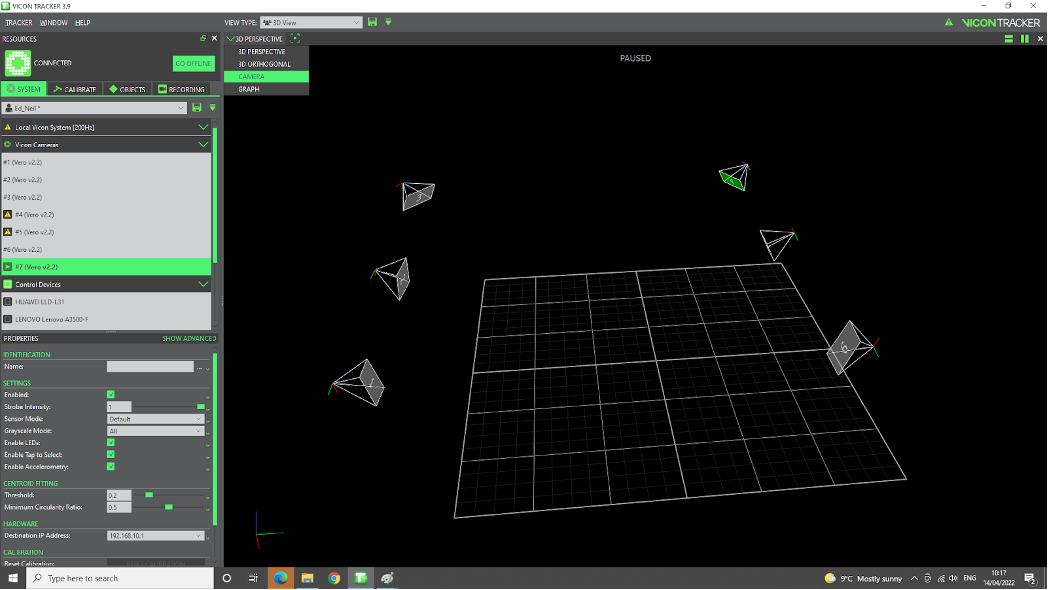 VICON TRACKER 3.9
TRACKER WINDOW HELP
VIEW TYPE: 3D View
VICON TRACKER
RESOURCES
CONNECTED
GO OFFLINE
SYSTEM CALIBRATE OBJECTS RECORDING
Ed_Neil *
Local Vicon System [200Hz]
Vicon Cameras
#1 (Vero v2.2)
#2 (Vero v2.2)
#3 (Vero v2.2)
#4 (Vero v2.2)
#5 (Vero v2.2)
#6 (Vero v2.2)
#7 (Vero v2.2)
Control Devices
HUAWEI LLD-L31
LENOVO Lenovo A3500-F
PROPERTIES SHOW ADVANCED
IDENTIFICATION
Name: ...
SETTINGS
Enabled:
Strobe Intensity: 1
Sensor Mode: Default
Grayscale Mode: All
Enable LEDs:
Enable Tap to Select:
Enable Accelerometry:
CENTROID FITTING
Threshold: 0.2
Minimum Circularity Ratio: 0.5
HARDWARE
Destination IP Address: 192.168.10.1
CALIBRATION
Reset Calibration:
3D PERSPECTIVE
3D PERSPECTIVE
3D ORTHOGONAL
CAMERA
GRAPH
PAUSED
3
1
6
Type here to search
9°C Mostly sunny
ENG
10:17
14/04/2022
2